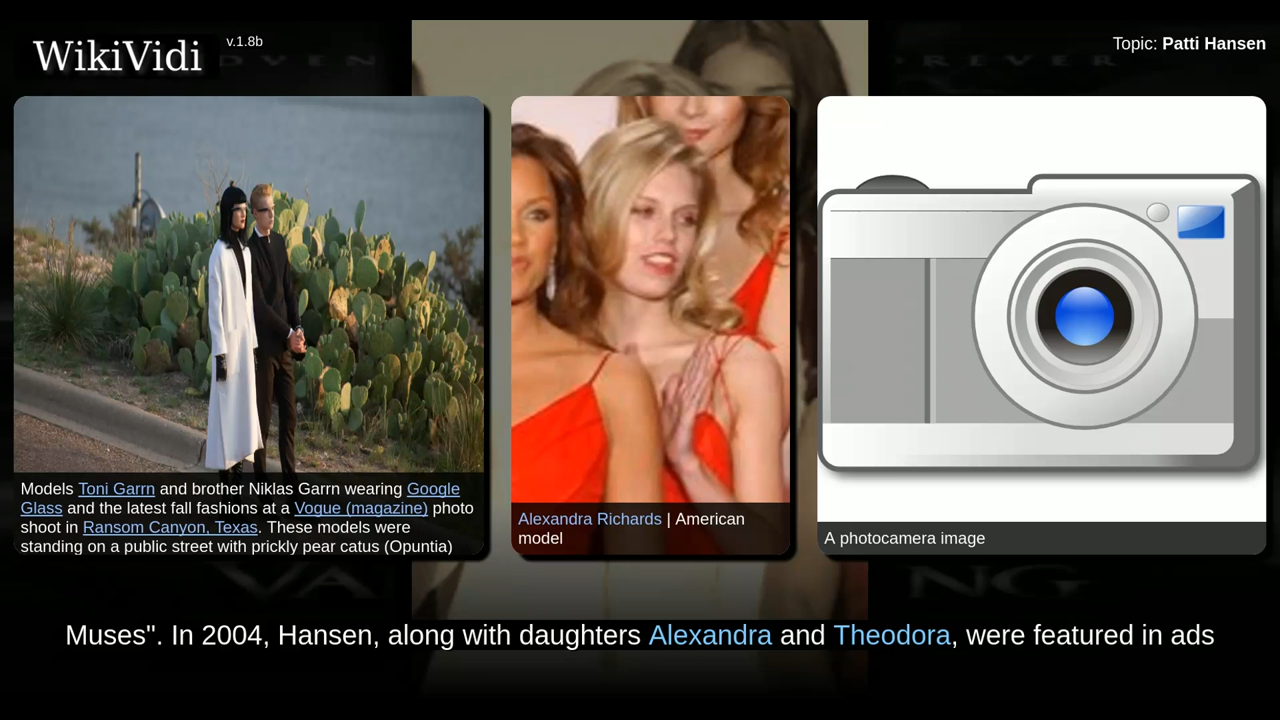 WikiVidi
v.1.8b
Topic: Patti Hansen
Models Toni Garrn and brother Niklas Garrn wearing Google
Glass and the latest fall fashions at a Vogue (magazine) photo
shoot in Ransom Canyon, Texas. These models were
standing on a public street with prickly pear catus (Opuntia)
Alexandra Richards | American
model
A photocamera image
Muses". In 2004, Hansen, along with daughters Alexandra and Theodora, were featured in ads